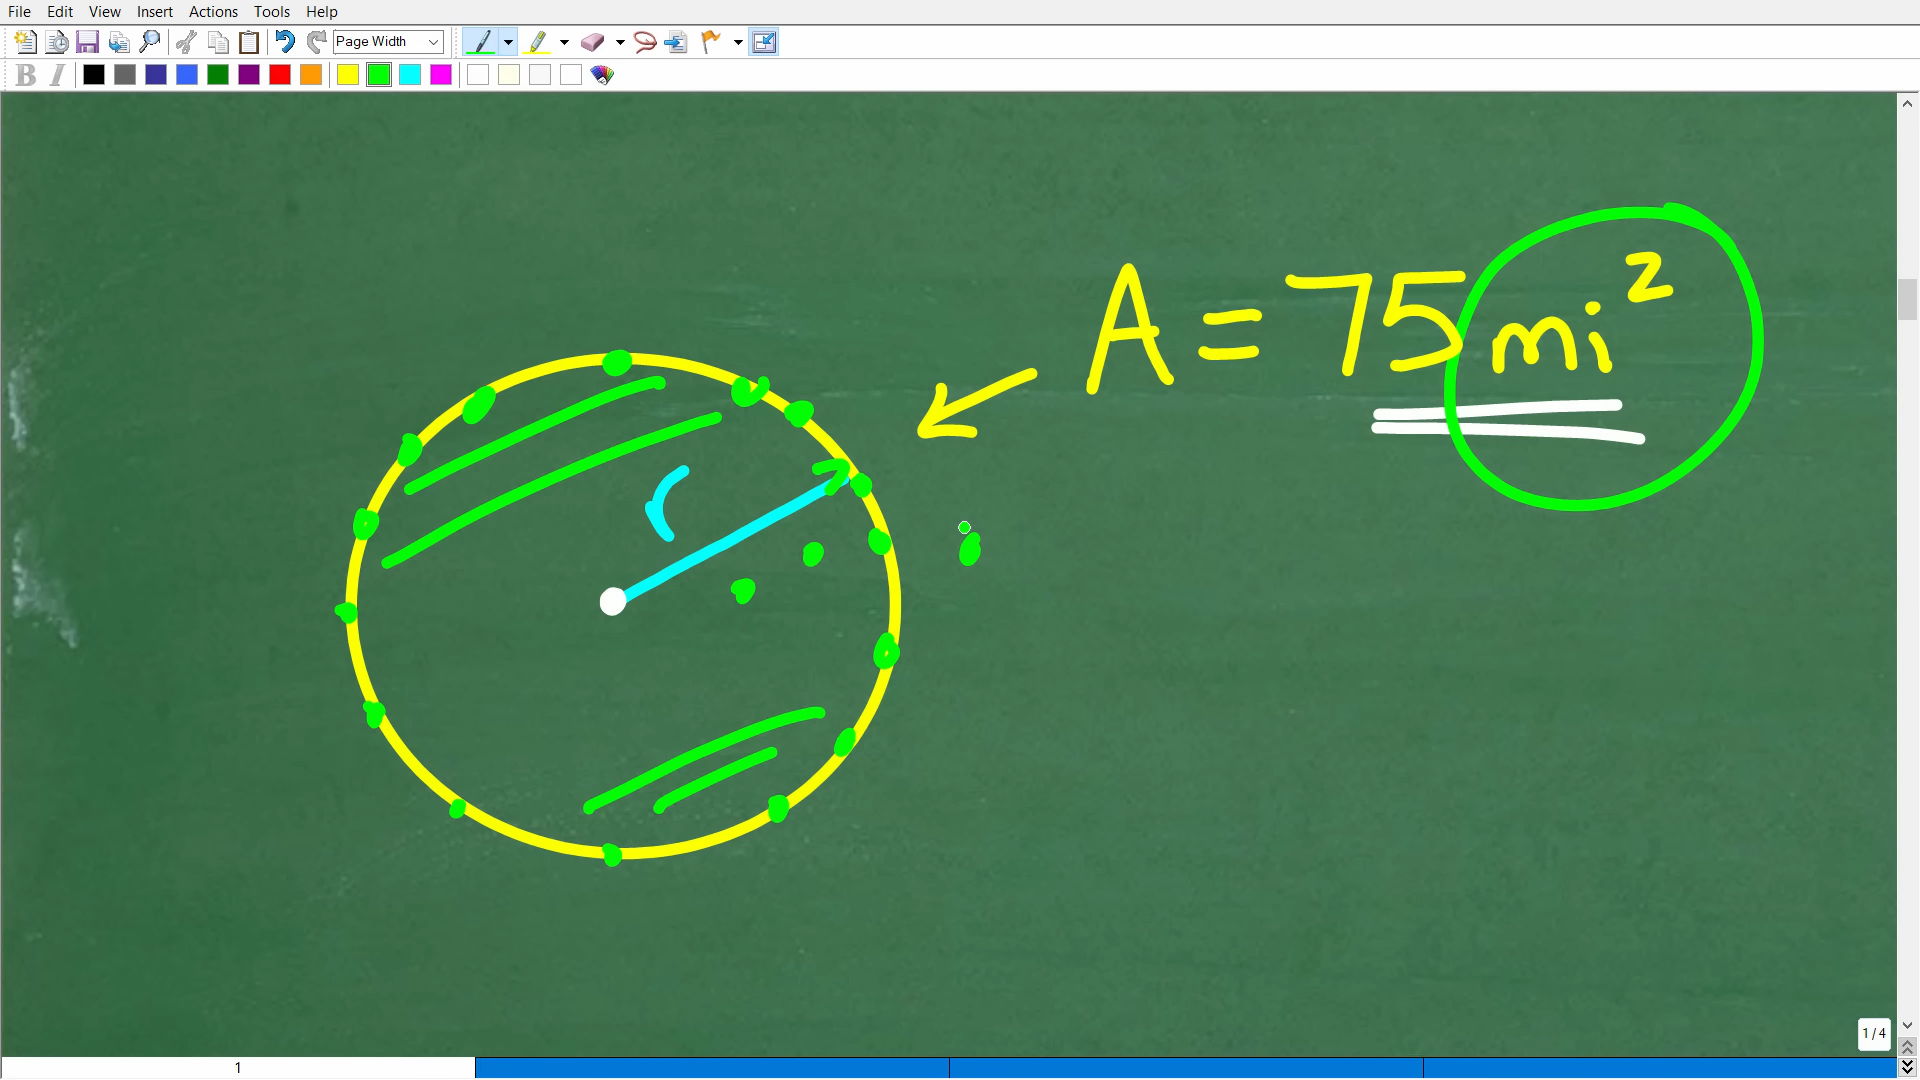 File Edit View Insert Actions Tools Help
Page Width
B I
A = 75 mi²
r
1 / 4
1